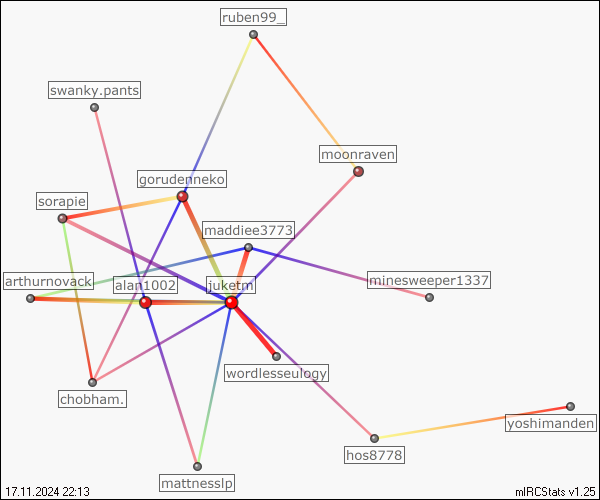 ruben99_
swanky.pants
moonraven
gorudenneko
sorapie
maddiee3773
arthurnovack
alan1002
juketm
minesweeper1337
wordlesseulogy
chobham.
yoshimanden
hos8778
mattnesslp
17.11.2024 22:13
mIRCStats v1.25